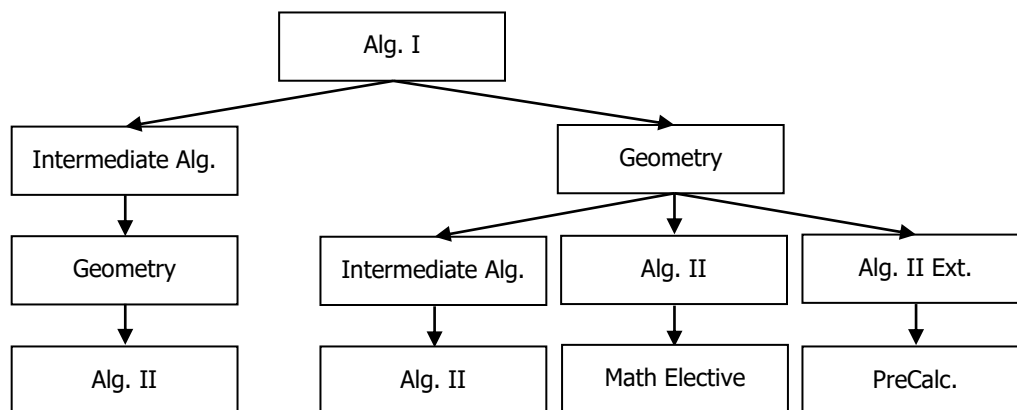 Alg. I
Intermediate Alg.
Geometry
Geometry
Intermediate Alg.
Alg. II
Alg. II Ext.
Alg. II
Alg. II
Math Elective
PreCalc.